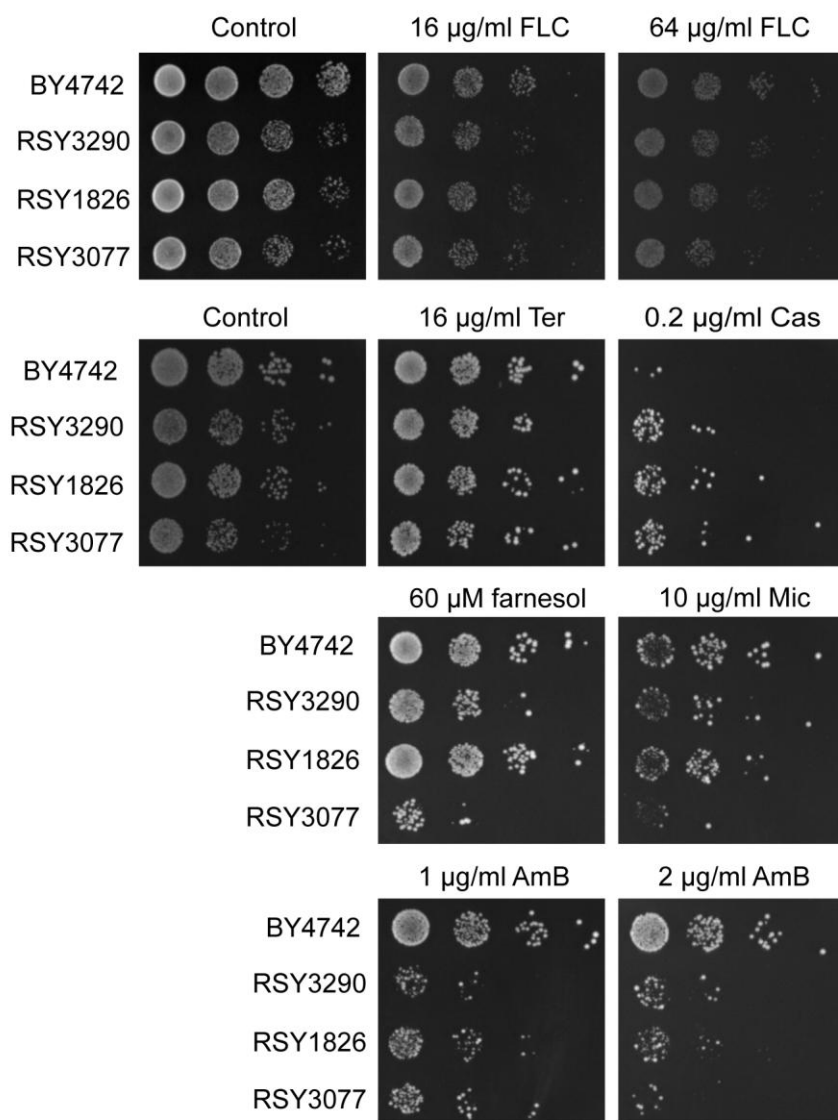 Control 16 µg/ml FLC 64 µg/ml FLC
BY4742
RSY3290
RSY1826
RSY3077
Control 16 µg/ml Ter 0.2 µg/ml Cas
BY4742
RSY3290
RSY1826
RSY3077
60 µM farnesol 10 µg/ml Mic
BY4742
RSY3290
RSY1826
RSY3077
1 µg/ml AmB 2 µg/ml AmB
BY4742
RSY3290
RSY1826
RSY3077